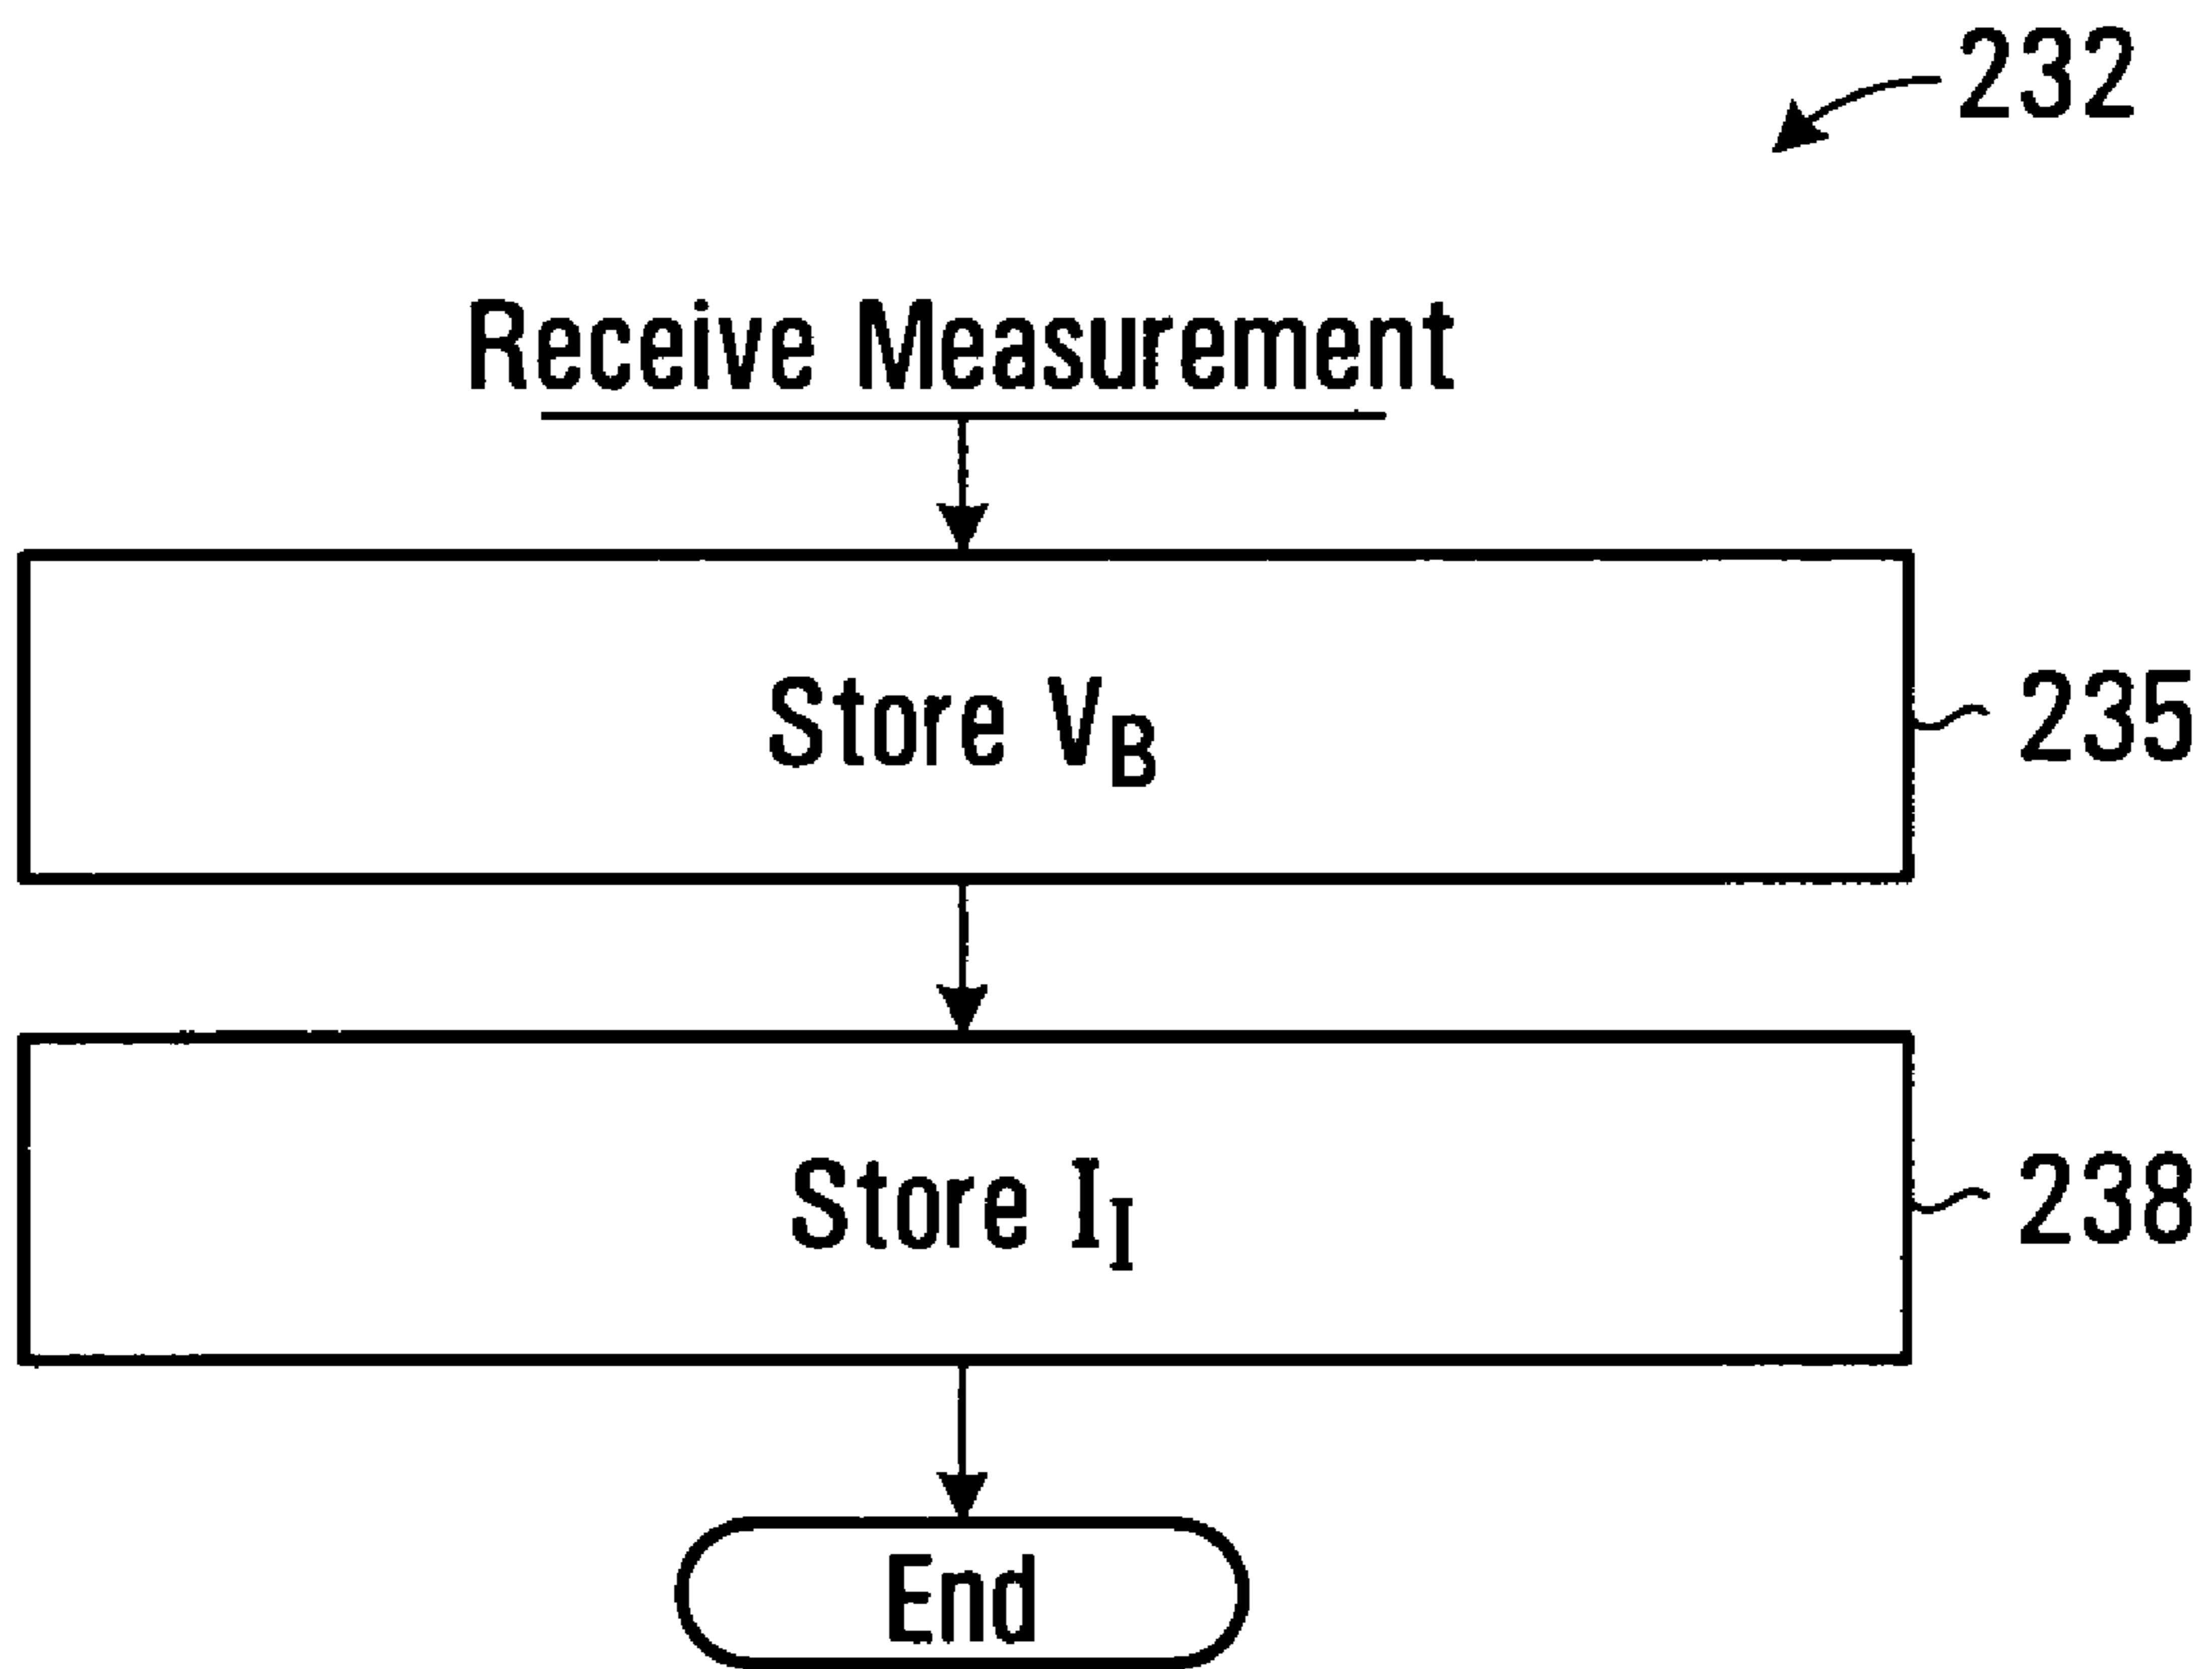 232
Receive Measurement
Store V_B
235
Store I_I
238
End